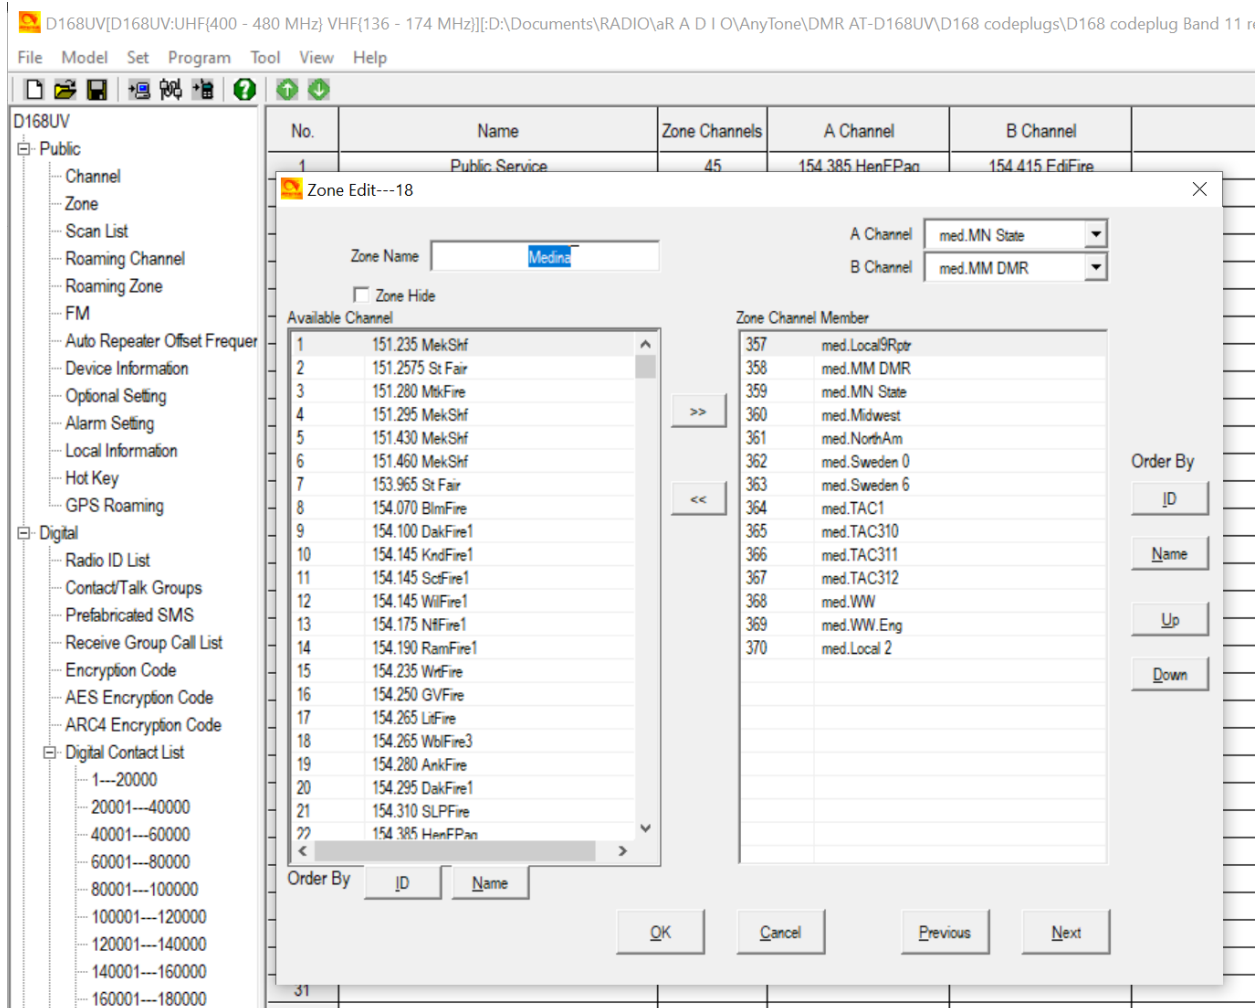 D168UV[D168UV:UHF{400 - 480 MHz} VHF{136 - 174 MHz}][:D:\Documents\RADIO\aR A D I O\AnyTone\DMR AT-D168UV\D168 codeplugs\D168 codeplug Band 11 r
File Model Set Program Tool View Help
D168UV
Public
Channel
Zone
Scan List
Roaming Channel
Roaming Zone
FM
Auto Repeater Offset Frequer
Device Information
Optional Setting
Alarm Setting
Local Information
Hot Key
GPS Roaming
Digital
Radio ID List
Contact/Talk Groups
Prefabricated SMS
Receive Group Call List
Encryption Code
AES Encryption Code
ARC4 Encryption Code
Digital Contact List
1---20000
20001---40000
40001---60000
60001---80000
80001---100000
100001---120000
120001---140000
140001---160000
160001---180000
No. Name Zone Channels A Channel B Channel
1 Public Service 45 154.385 HenEPag 154.415 EdiFire
Zone Edit---18
Zone Name Medina
Zone Hide
A Channel med.MN State
B Channel med.MM DMR
Available Channel
1 151.235 MekShf
2 151.2575 St Fair
3 151.280 MtkFire
4 151.295 MekShf
5 151.430 MekShf
6 151.460 MekShf
7 153.965 St Fair
8 154.070 BlmFire
9 154.100 DakFire1
10 154.145 KndFire1
11 154.145 SctFire1
12 154.145 WilFire1
13 154.175 NflFire1
14 154.190 RamFire1
15 154.235 WrtFire
16 154.250 GVFire
17 154.265 LitFire
18 154.265 WblFire3
19 154.280 AnkFire
20 154.295 DakFire1
21 154.310 SLPFire
22 154.385 HenEPag
Order By ID Name
>>
<<
Zone Channel Member
357 med.Local9Rptr
358 med.MM DMR
359 med.MN State
360 med.Midwest
361 med.NorthAm
362 med.Sweden 0
363 med.Sweden 6
364 med.TAC1
365 med.TAC310
366 med.TAC311
367 med.TAC312
368 med.WW
369 med.WW.Eng
370 med.Local 2
Order By
ID
Name
Up
Down
OK Cancel Previous Next
31